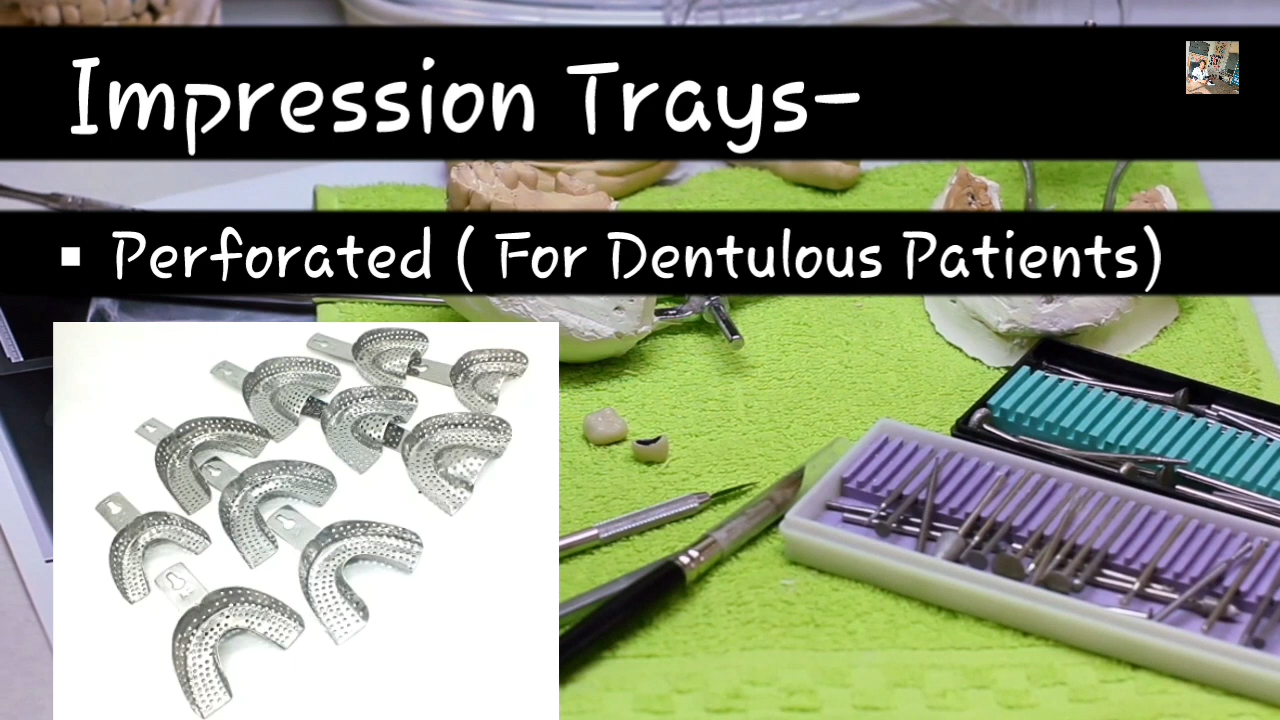 Impression Trays-
▪ Perforated ( For Dentulous Patients)